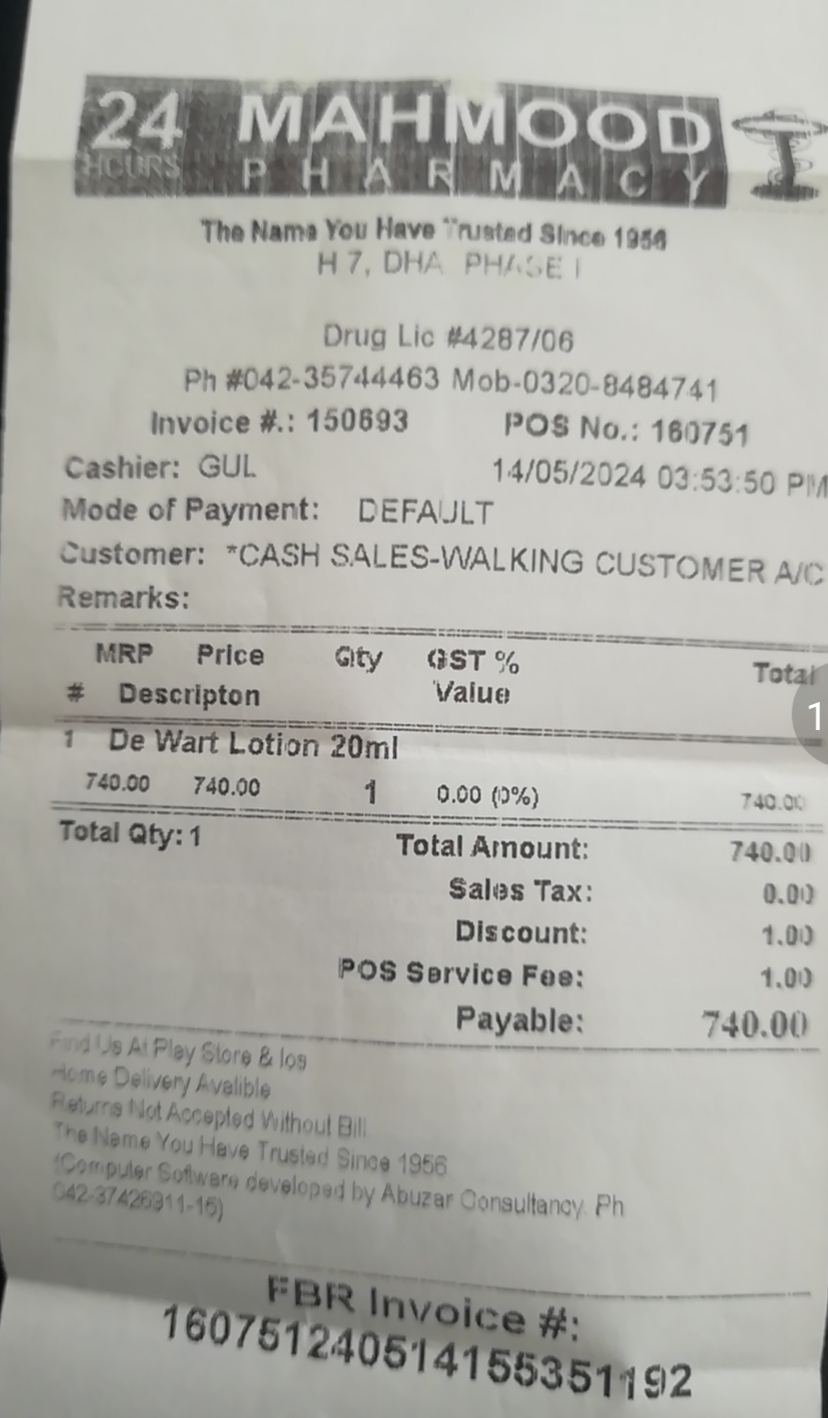 24 MAHMOOD
HOURS PHARMACY
The Name You Have Trusted Since 1956
H 7, DHA PHASE I
Drug Lic #4287/06
Ph #042-35744463 Mob-0320-8484741
Invoice #.: 150693 POS No.: 160751
Cashier: GUL 14/05/2024 03:53:50 PM
Mode of Payment: DEFAULT
Customer: *CASH SALES-WALKING CUSTOMER A/C
Remarks:
MRP Price Qty GST % Total
# Descripton Value
1
1 De Wart Lotion 20ml
740.00 740.00 1 0.00 (0%) 740.00
Total Qty: 1 Total Amount: 740.00
Sales Tax: 0.00
Discount: 1.00
POS Service Fee: 1.00
Payable: 740.00
Find Us At Play Store & Ios
Home Delivery Avalible
Returns Not Accepted Without Bill
The Name You Have Trusted Since 1956
(Computer Software developed by Abuzar Consultancy. Ph
042-37426911-15)
FBR Invoice #:
160751240514155351192